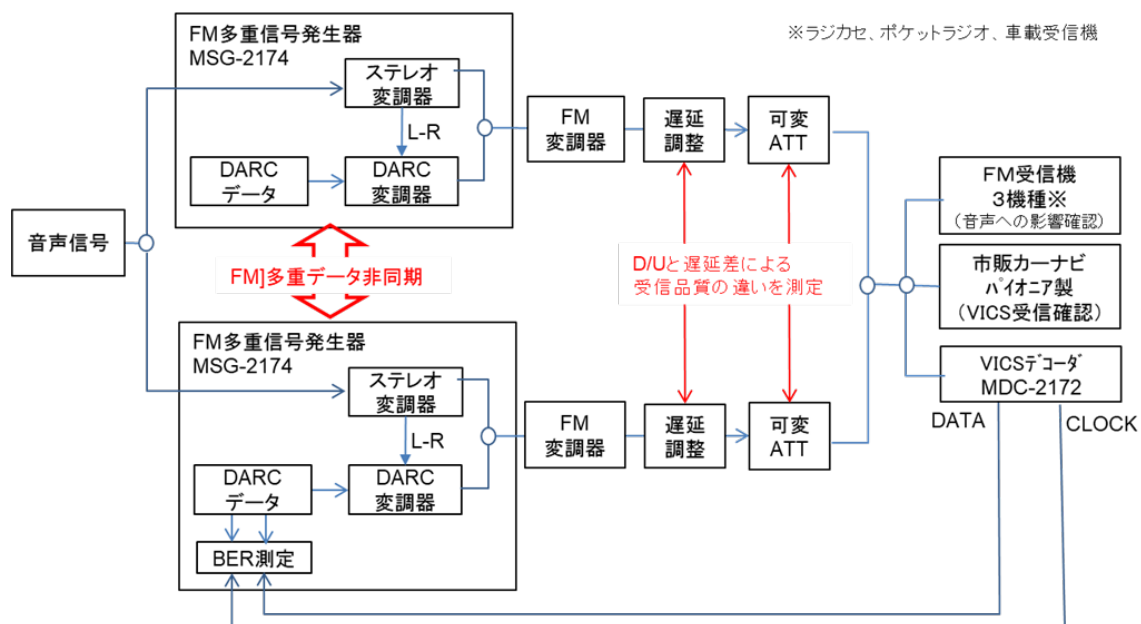 FM多重信号発生器
MSG-2174
※ラジカセ、ポケットラジオ、車載受信機
ステレオ
変調器
L-R
DARC
データ
DARC
変調器
FM
変調器
遅延
調整
可変
ATT
音声信号
FM]多重データ非同期
D/Uと遅延差による
受信品質の違いを測定
FM受信機
3機種※
(音声への影響確認)
市販カーナビ
パイオニア製
(VICS受信確認)
VICSデコーダ
MDC-2172
DATA
CLOCK
FM多重信号発生器
MSG-2174
ステレオ
変調器
L-R
DARC
データ
DARC
変調器
FM
変調器
遅延
調整
可変
ATT
BER測定